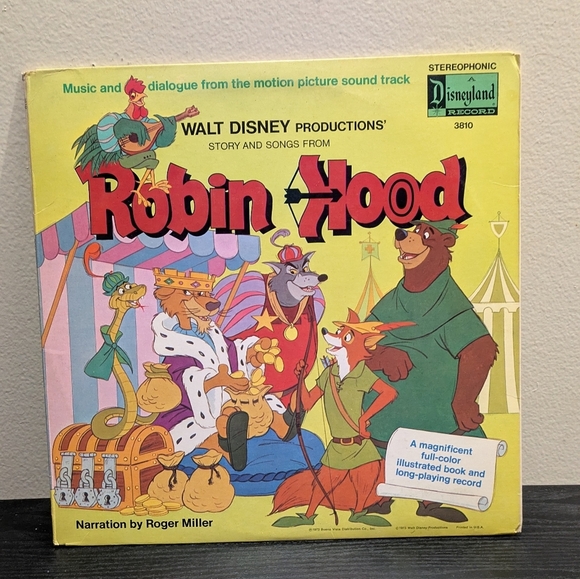 STEREOPHONIC
Music and dialogue from the motion picture sound track
A
Disneyland
RECORD
3810
WALT DISNEY PRODUCTIONS'
STORY AND SONGS FROM
Robin Hood
A magnificent
full-color
illustrated book and
long-playing record
Narration by Roger Miller